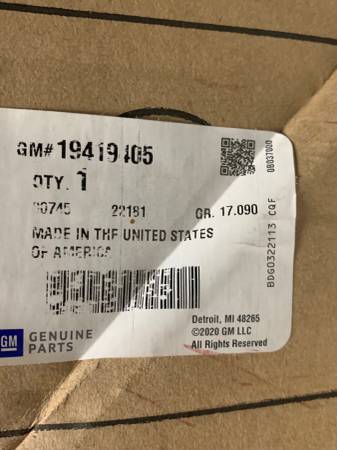 GM# 19419405
QTY. 1
22181 GR. 17.090
MADE IN THE UNITED STATES
OF AMERICA
08037000
BDG0322113 CQF
GM GENUINE
PARTS
Detroit, MI 48265
©2020 GM LLC
All Rights Reserved